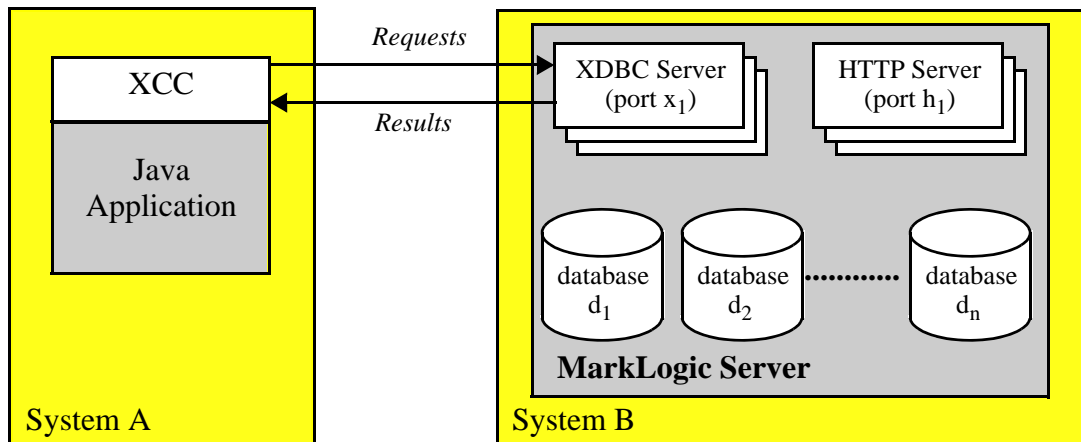 XCC
Java
Application
System A
Requests
Results
XDBC Server
(port x₁)
HTTP Server
(port h₁)
database
d₁
database
d₂
database
dₙ
MarkLogic Server
System B